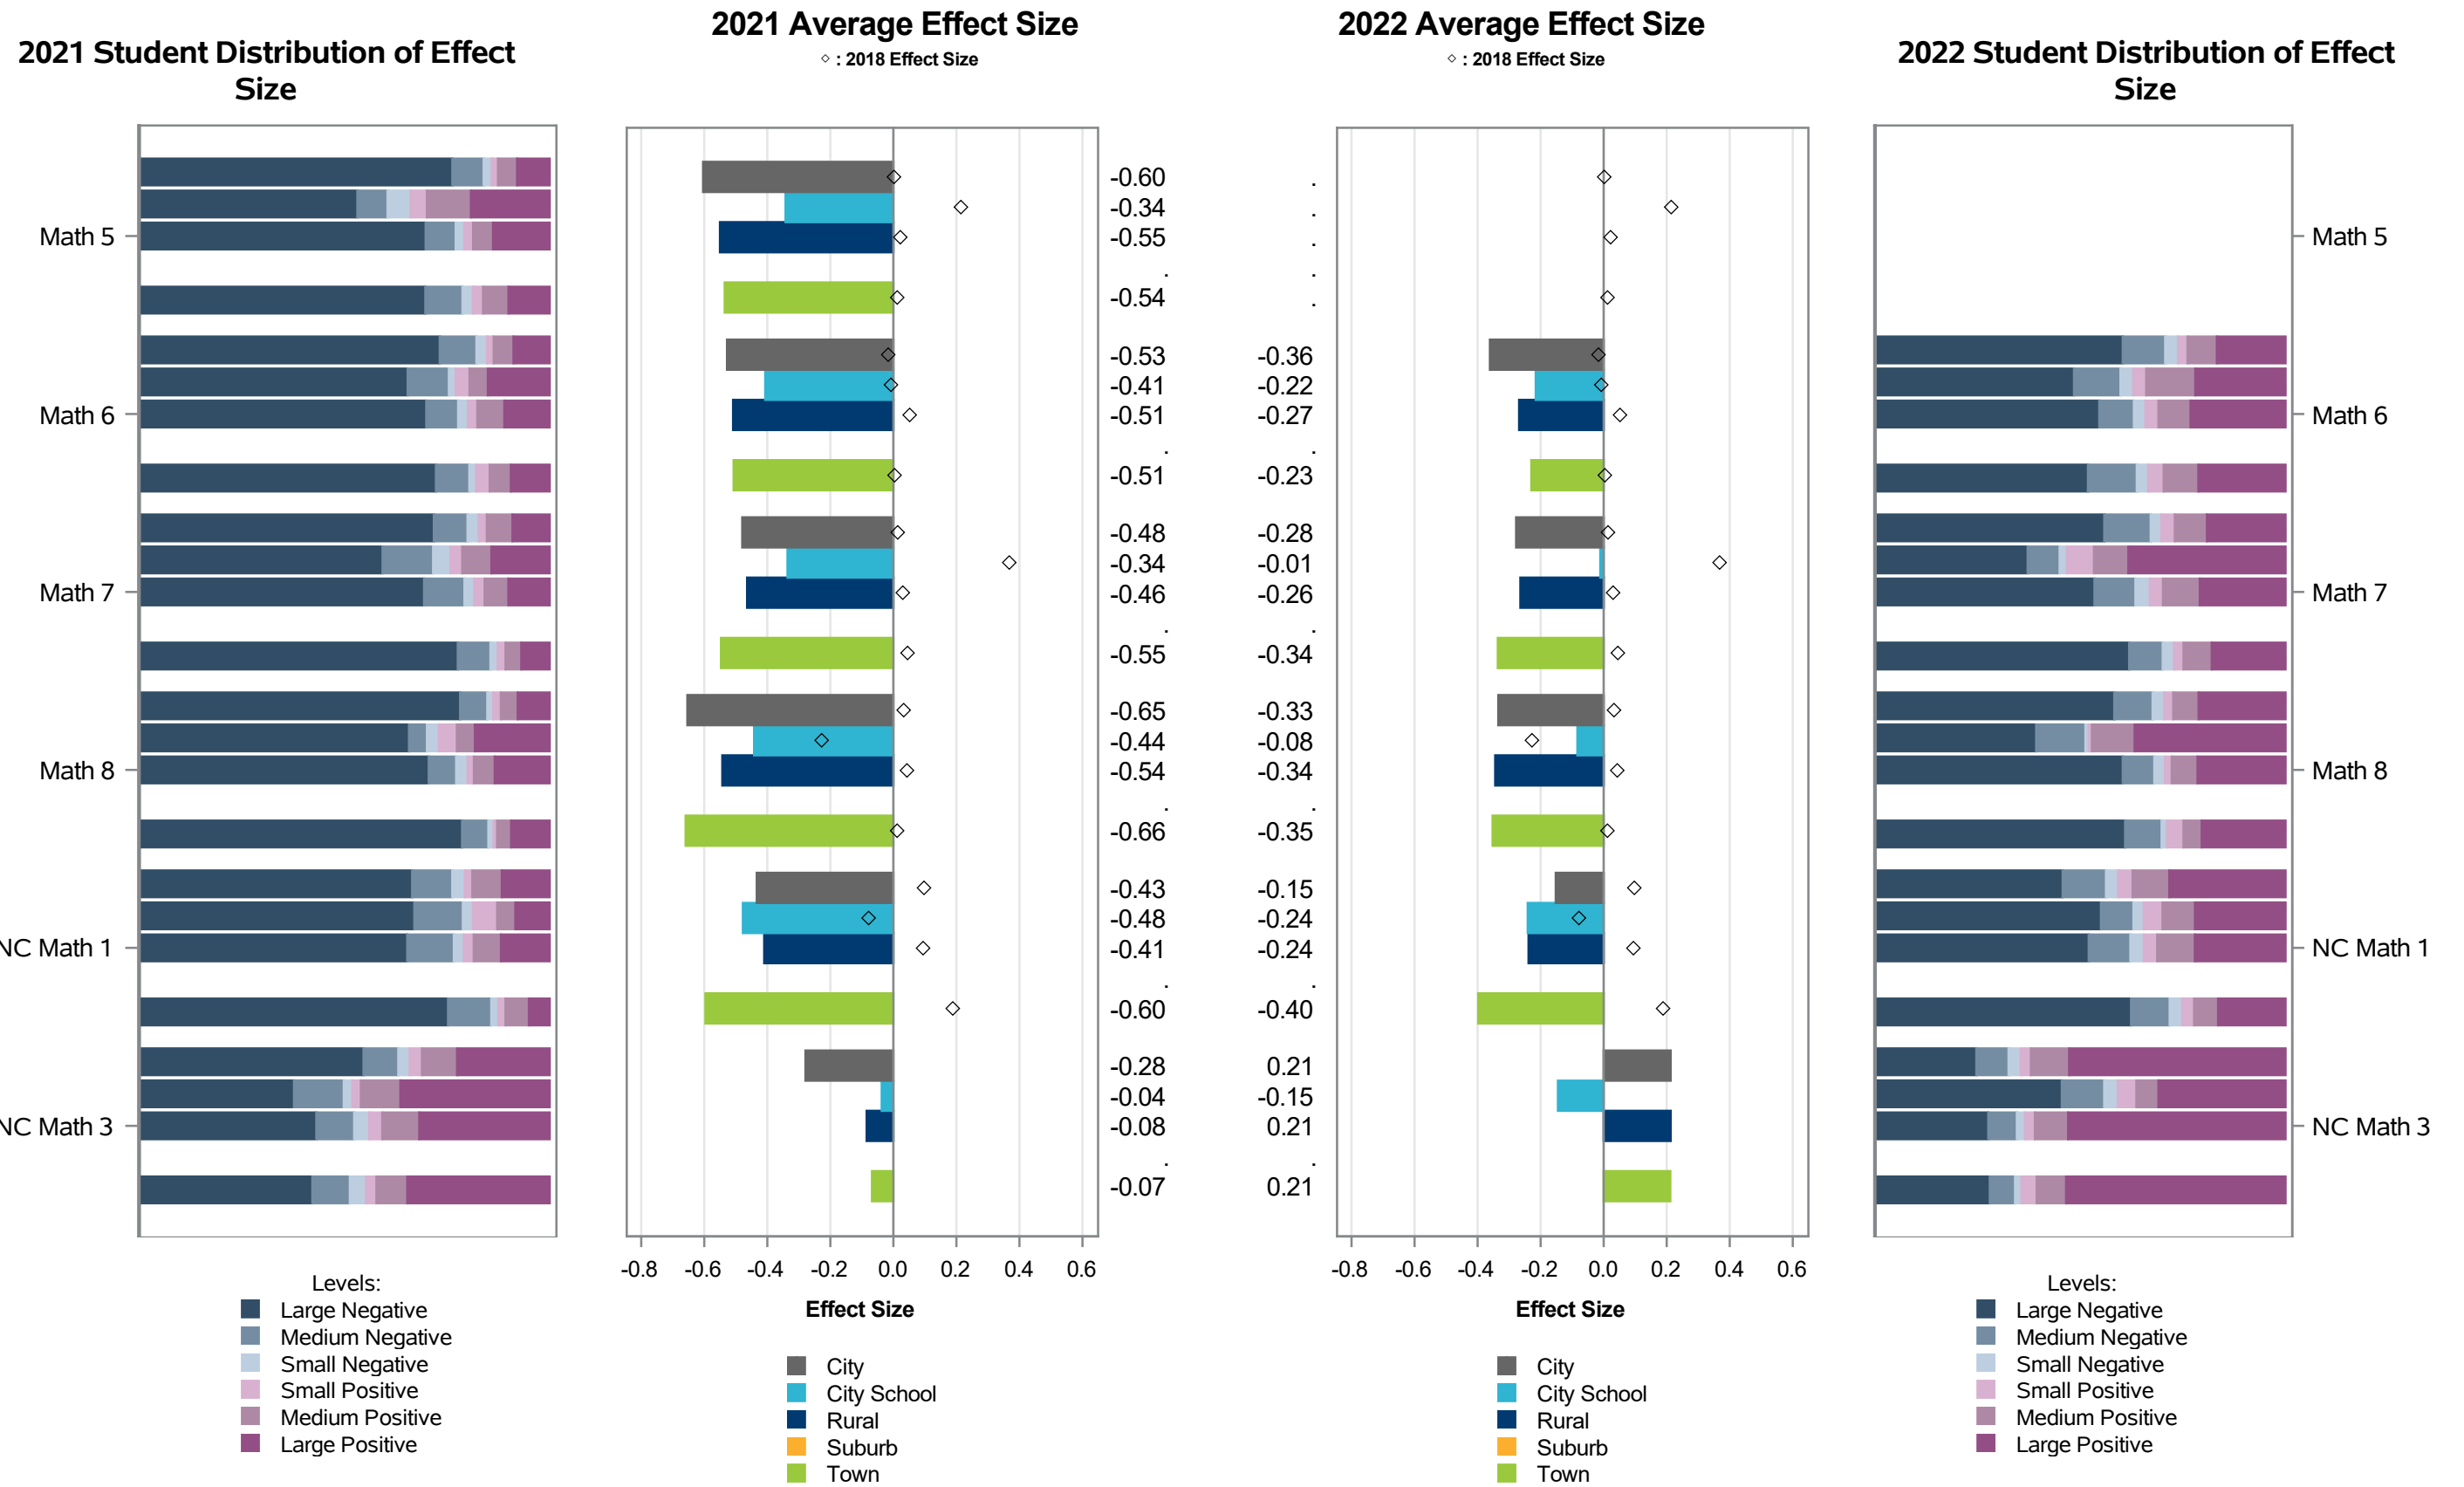 2021 Student Distribution of Effect
Size
2021 Average Effect Size
◇ : 2018 Effect Size
2022 Average Effect Size
◇ : 2018 Effect Size
2022 Student Distribution of Effect
Size
Math 5
Math 6
Math 7
Math 8
NC Math 1
NC Math 3
Levels:
Large Negative
Medium Negative
Small Negative
Small Positive
Medium Positive
Large Positive
-0.60
-0.34
-0.55
.
-0.54
-0.53
-0.41
-0.51
.
-0.51
-0.48
-0.34
-0.46
.
-0.55
-0.65
-0.44
-0.54
.
-0.66
-0.43
-0.48
-0.41
.
-0.60
-0.28
-0.04
-0.08
.
-0.07
-0.8 -0.6 -0.4 -0.2 0.0 0.2 0.4 0.6
Effect Size
City
City School
Rural
Suburb
Town
.
.
.
.
.
-0.36
-0.22
-0.27
.
-0.23
-0.28
-0.01
-0.26
.
-0.34
-0.33
-0.08
-0.34
.
-0.35
-0.15
-0.24
-0.24
.
-0.40
0.21
-0.15
0.21
.
0.21
-0.8 -0.6 -0.4 -0.2 0.0 0.2 0.4 0.6
Effect Size
City
City School
Rural
Suburb
Town
Math 5
Math 6
Math 7
Math 8
NC Math 1
NC Math 3
Levels:
Large Negative
Medium Negative
Small Negative
Small Positive
Medium Positive
Large Positive